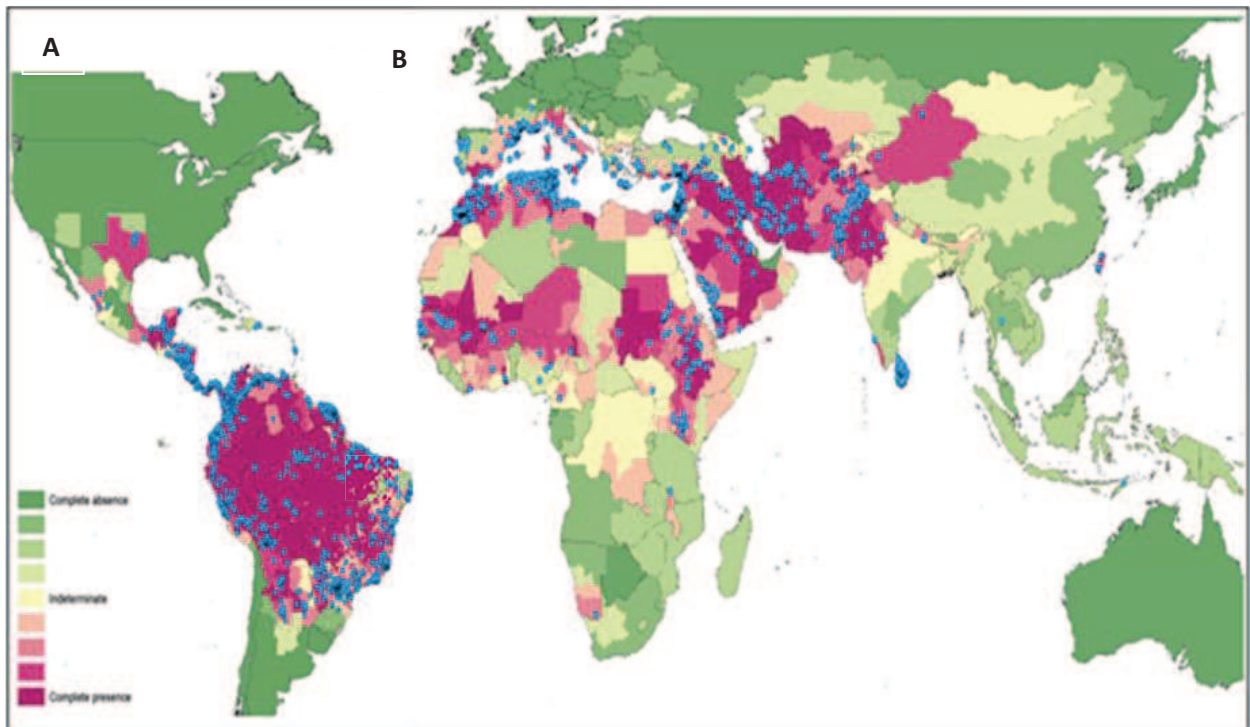 A
B
Complete absence
Indeterminate
Complete presence